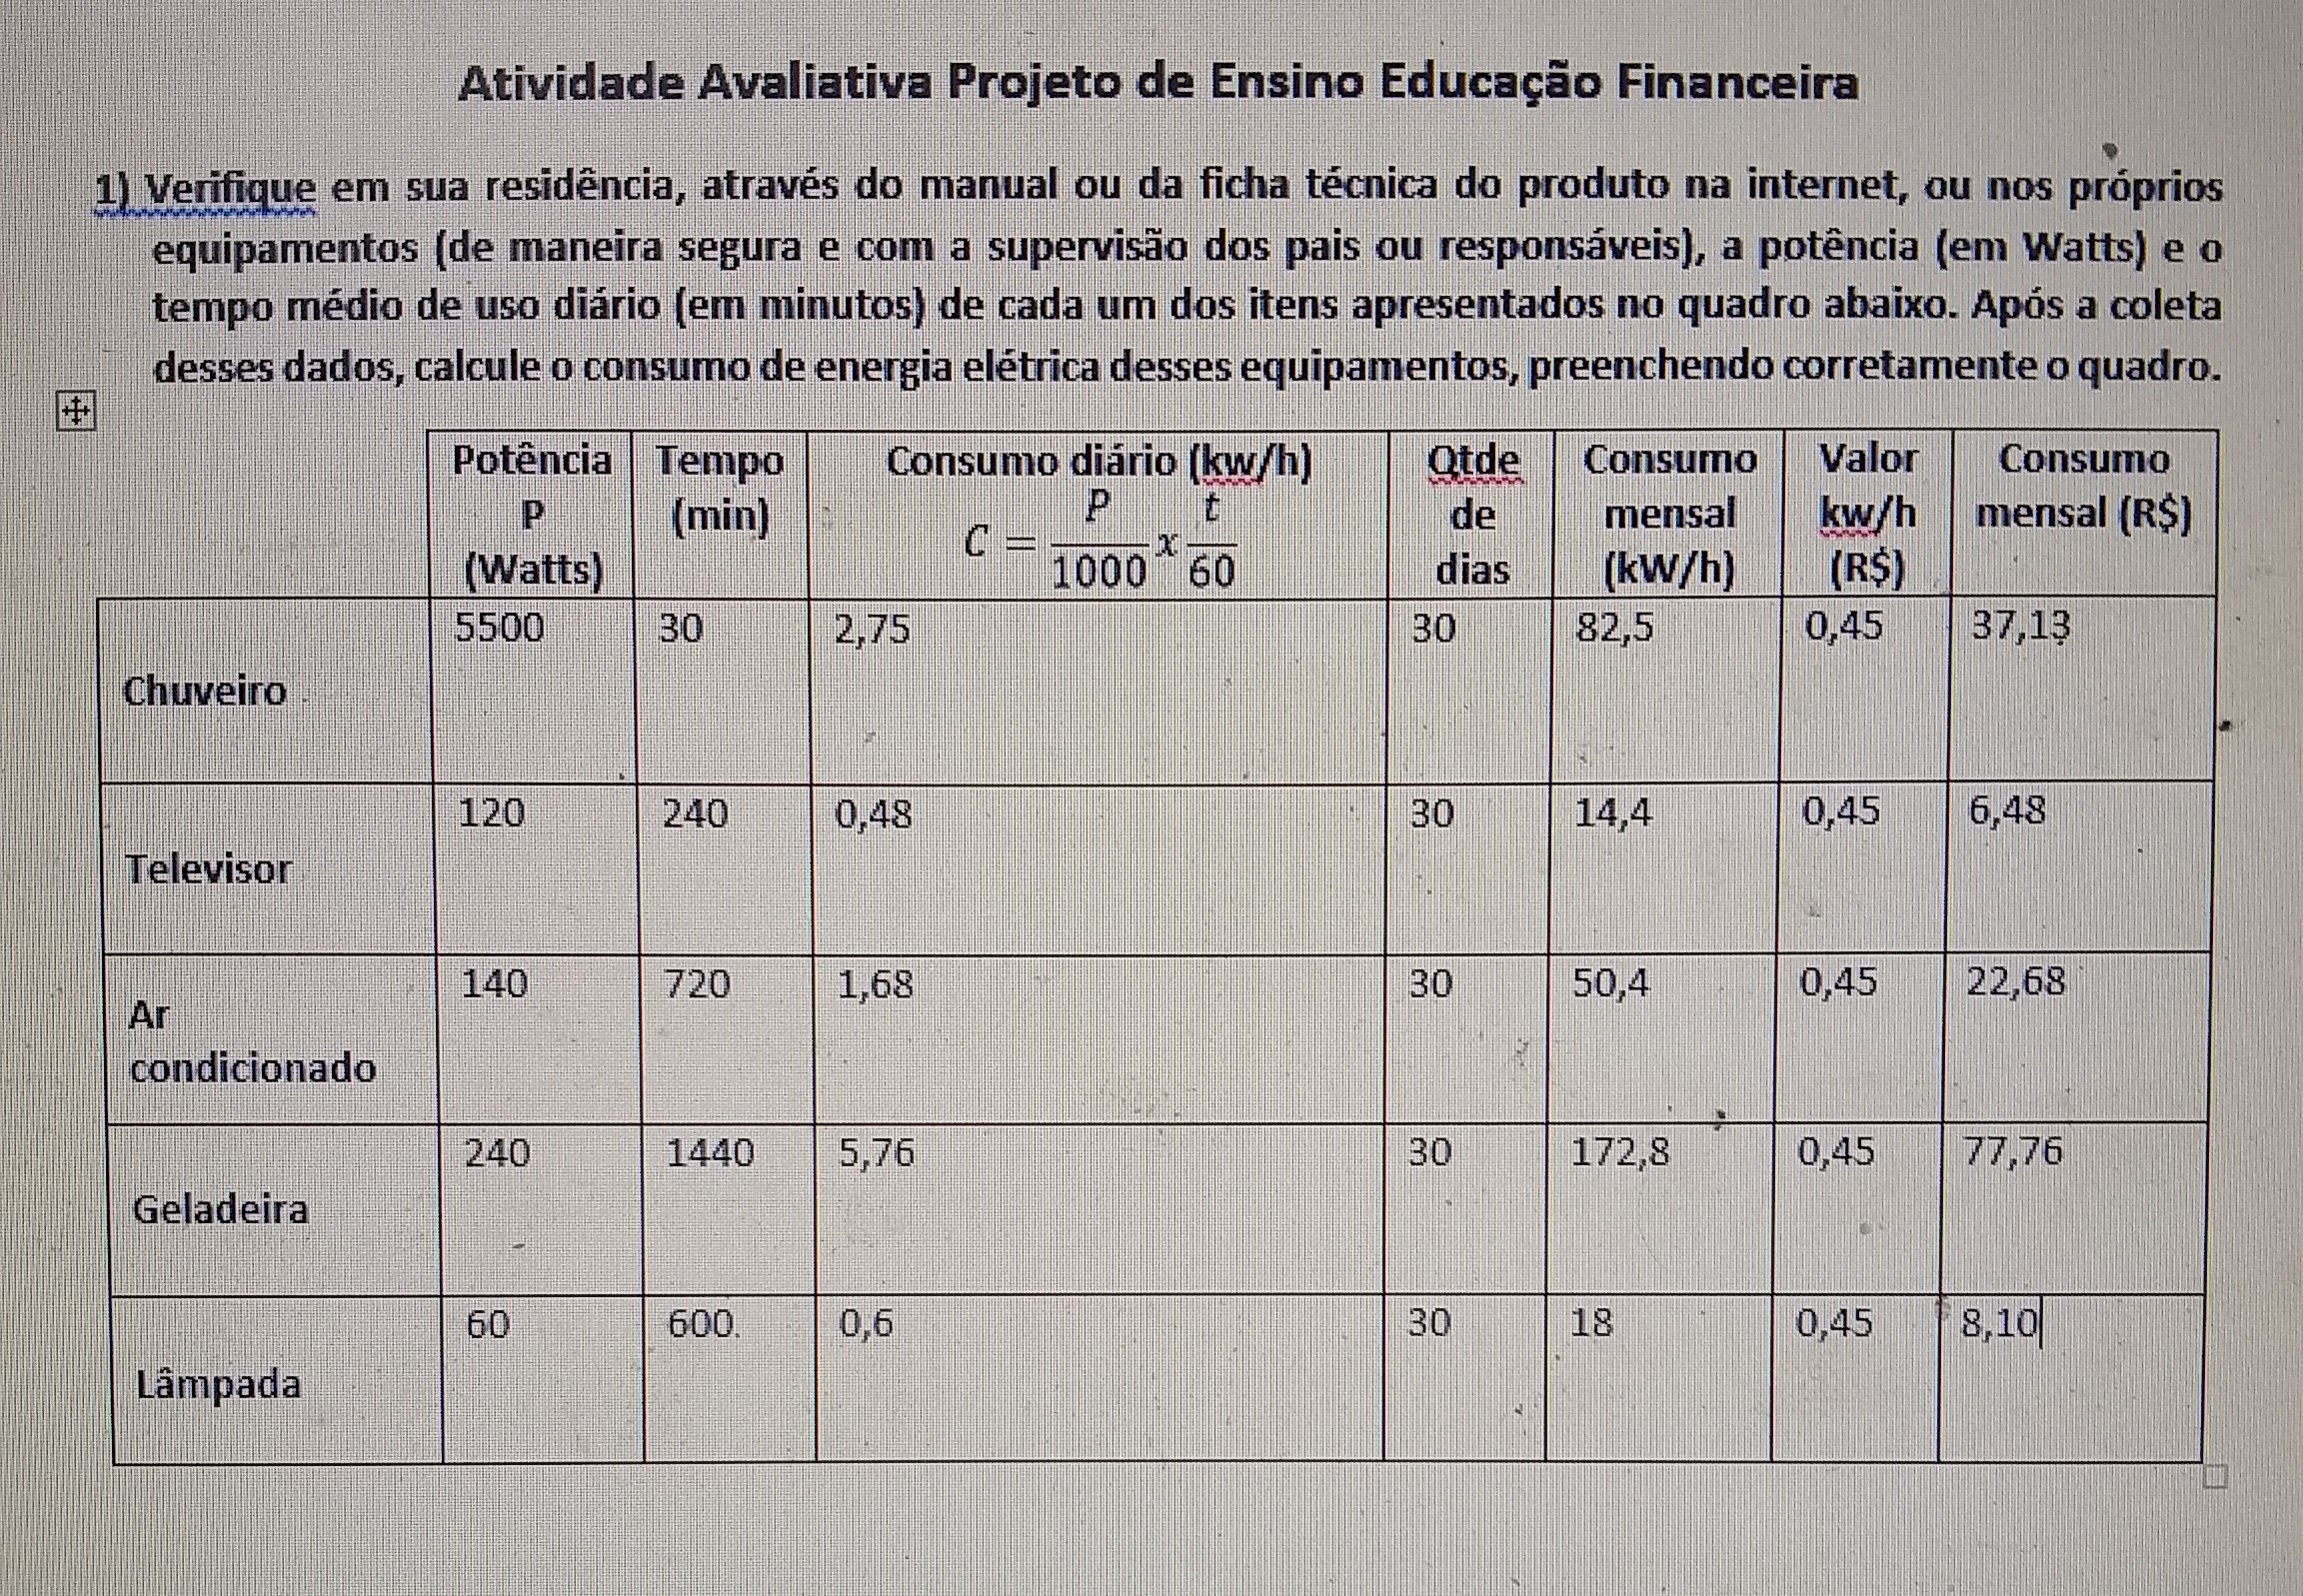 Atividade Avaliativa Projeto de Ensino Educação Financeira
1) Verifique em sua residência, através do manual ou da ficha técnica do produto na internet, ou nos próprios
equipamentos (de maneira segura e com a supervisão dos pais ou responsáveis), a potência (em Watts) e o
tempo médio de uso diário (em minutos) de cada um dos itens apresentados no quadro abaixo. Após a coleta
desses dados, calcule o consumo de energia elétrica desses equipamentos, preenchendo corretamente o quadro.
Potência P (Watts) Tempo (min) Consumo diário (kw/h) C = P/1000 x t/60 Qtde de dias Consumo mensal (kW/h) Valor kw/h (R$) Consumo mensal (R$)
Chuveiro 5500 30 2,75 30 82,5 0,45 37,13
Televisor 120 240 0,48 30 14,4 0,45 6,48
Ar condicionado 140 720 1,68 30 50,4 0,45 22,68
Geladeira 240 1440 5,76 30 172,8 0,45 77,76
Lâmpada 60 600. 0,6 30 18 0,45 8,10